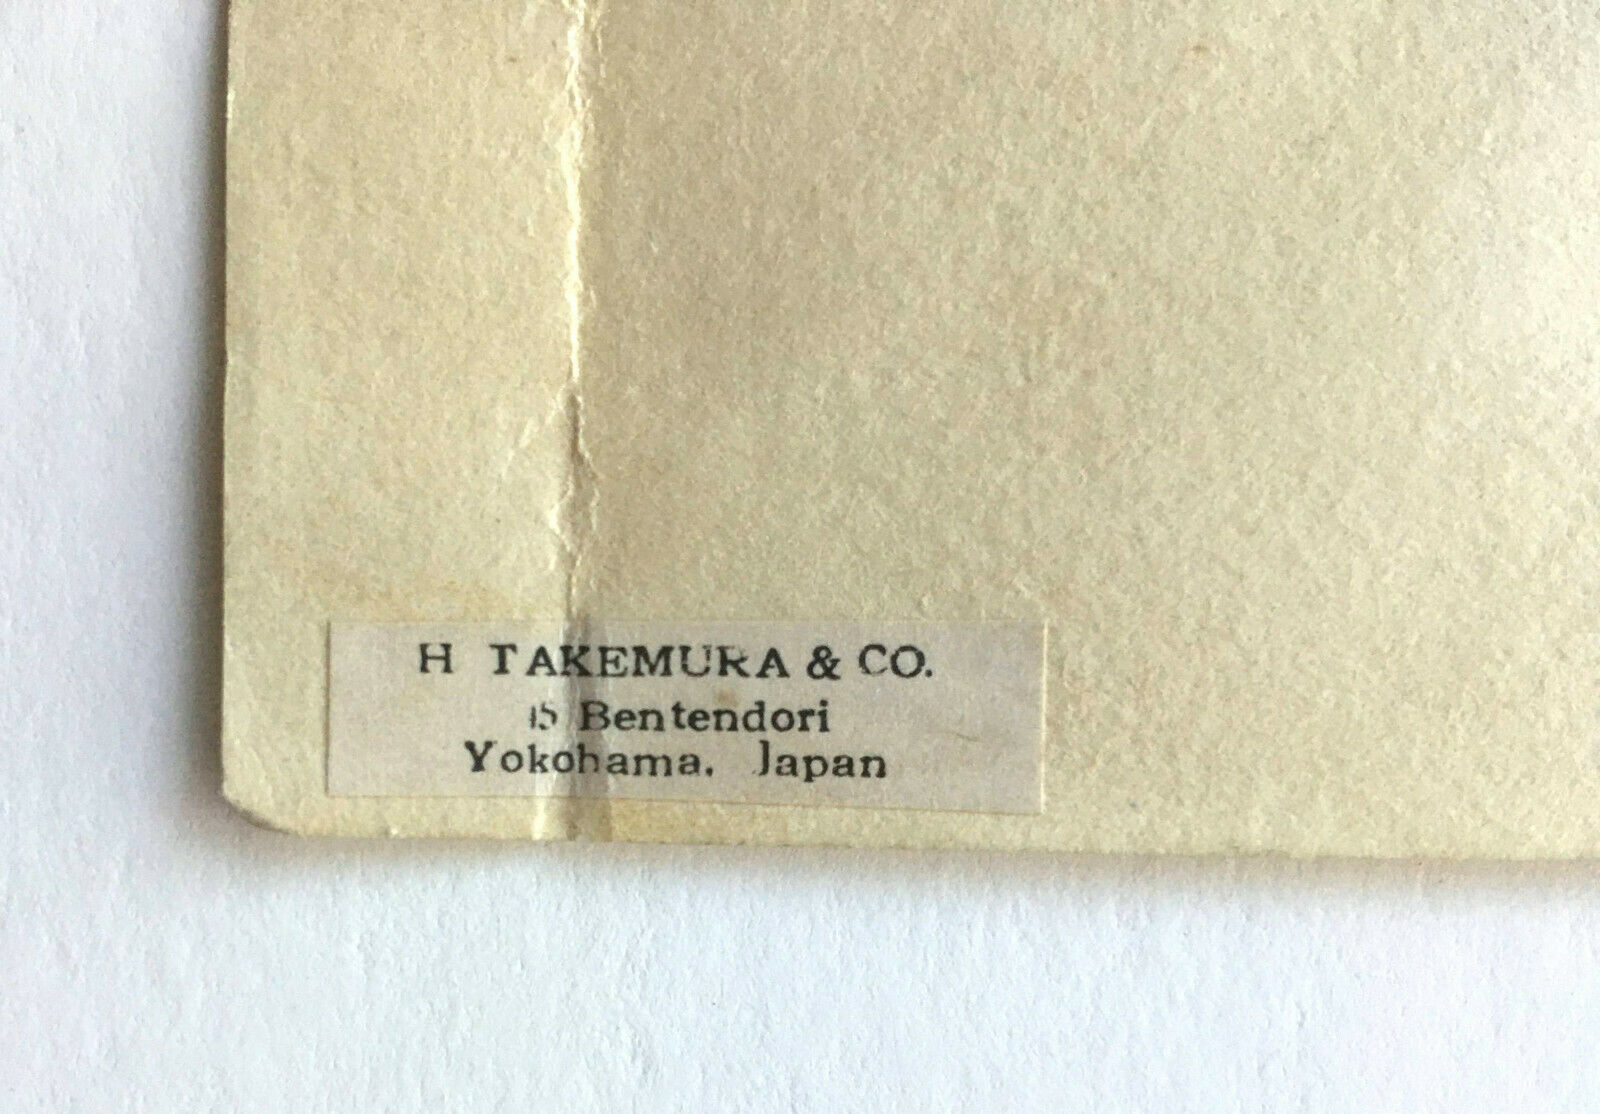 H TAKEMURA & CO.
15 Bentendori
Yokohama, Japan